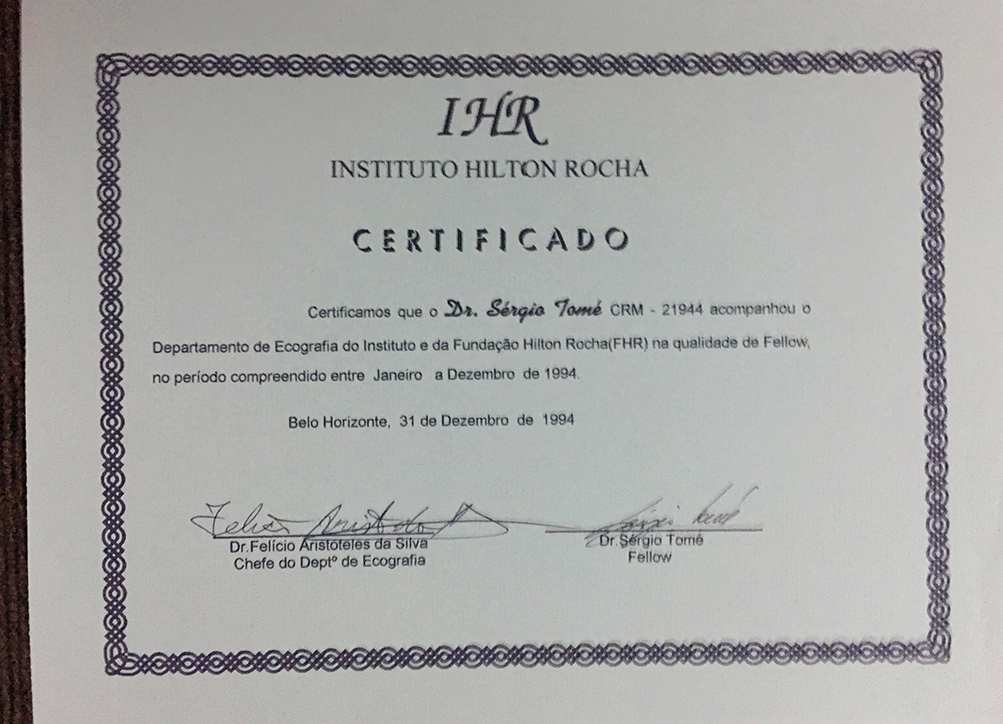 IHR
INSTITUTO HILTON ROCHA
CERTIFICADO
Certificamos que o Dr. Sérgio Tomé CRM - 21944 acompanhou o
Departamento de Ecografia do Instituto e da Fundação Hilton Rocha(FHR) na qualidade de Fellow,
no período compreendido entre Janeiro a Dezembro de 1994.
Belo Horizonte, 31 de Dezembro de 1994
Dr.Felício Aristoteles da Silva
Chefe do Deptº de Ecografia
Dr.Sérgio Tomé
Fellow